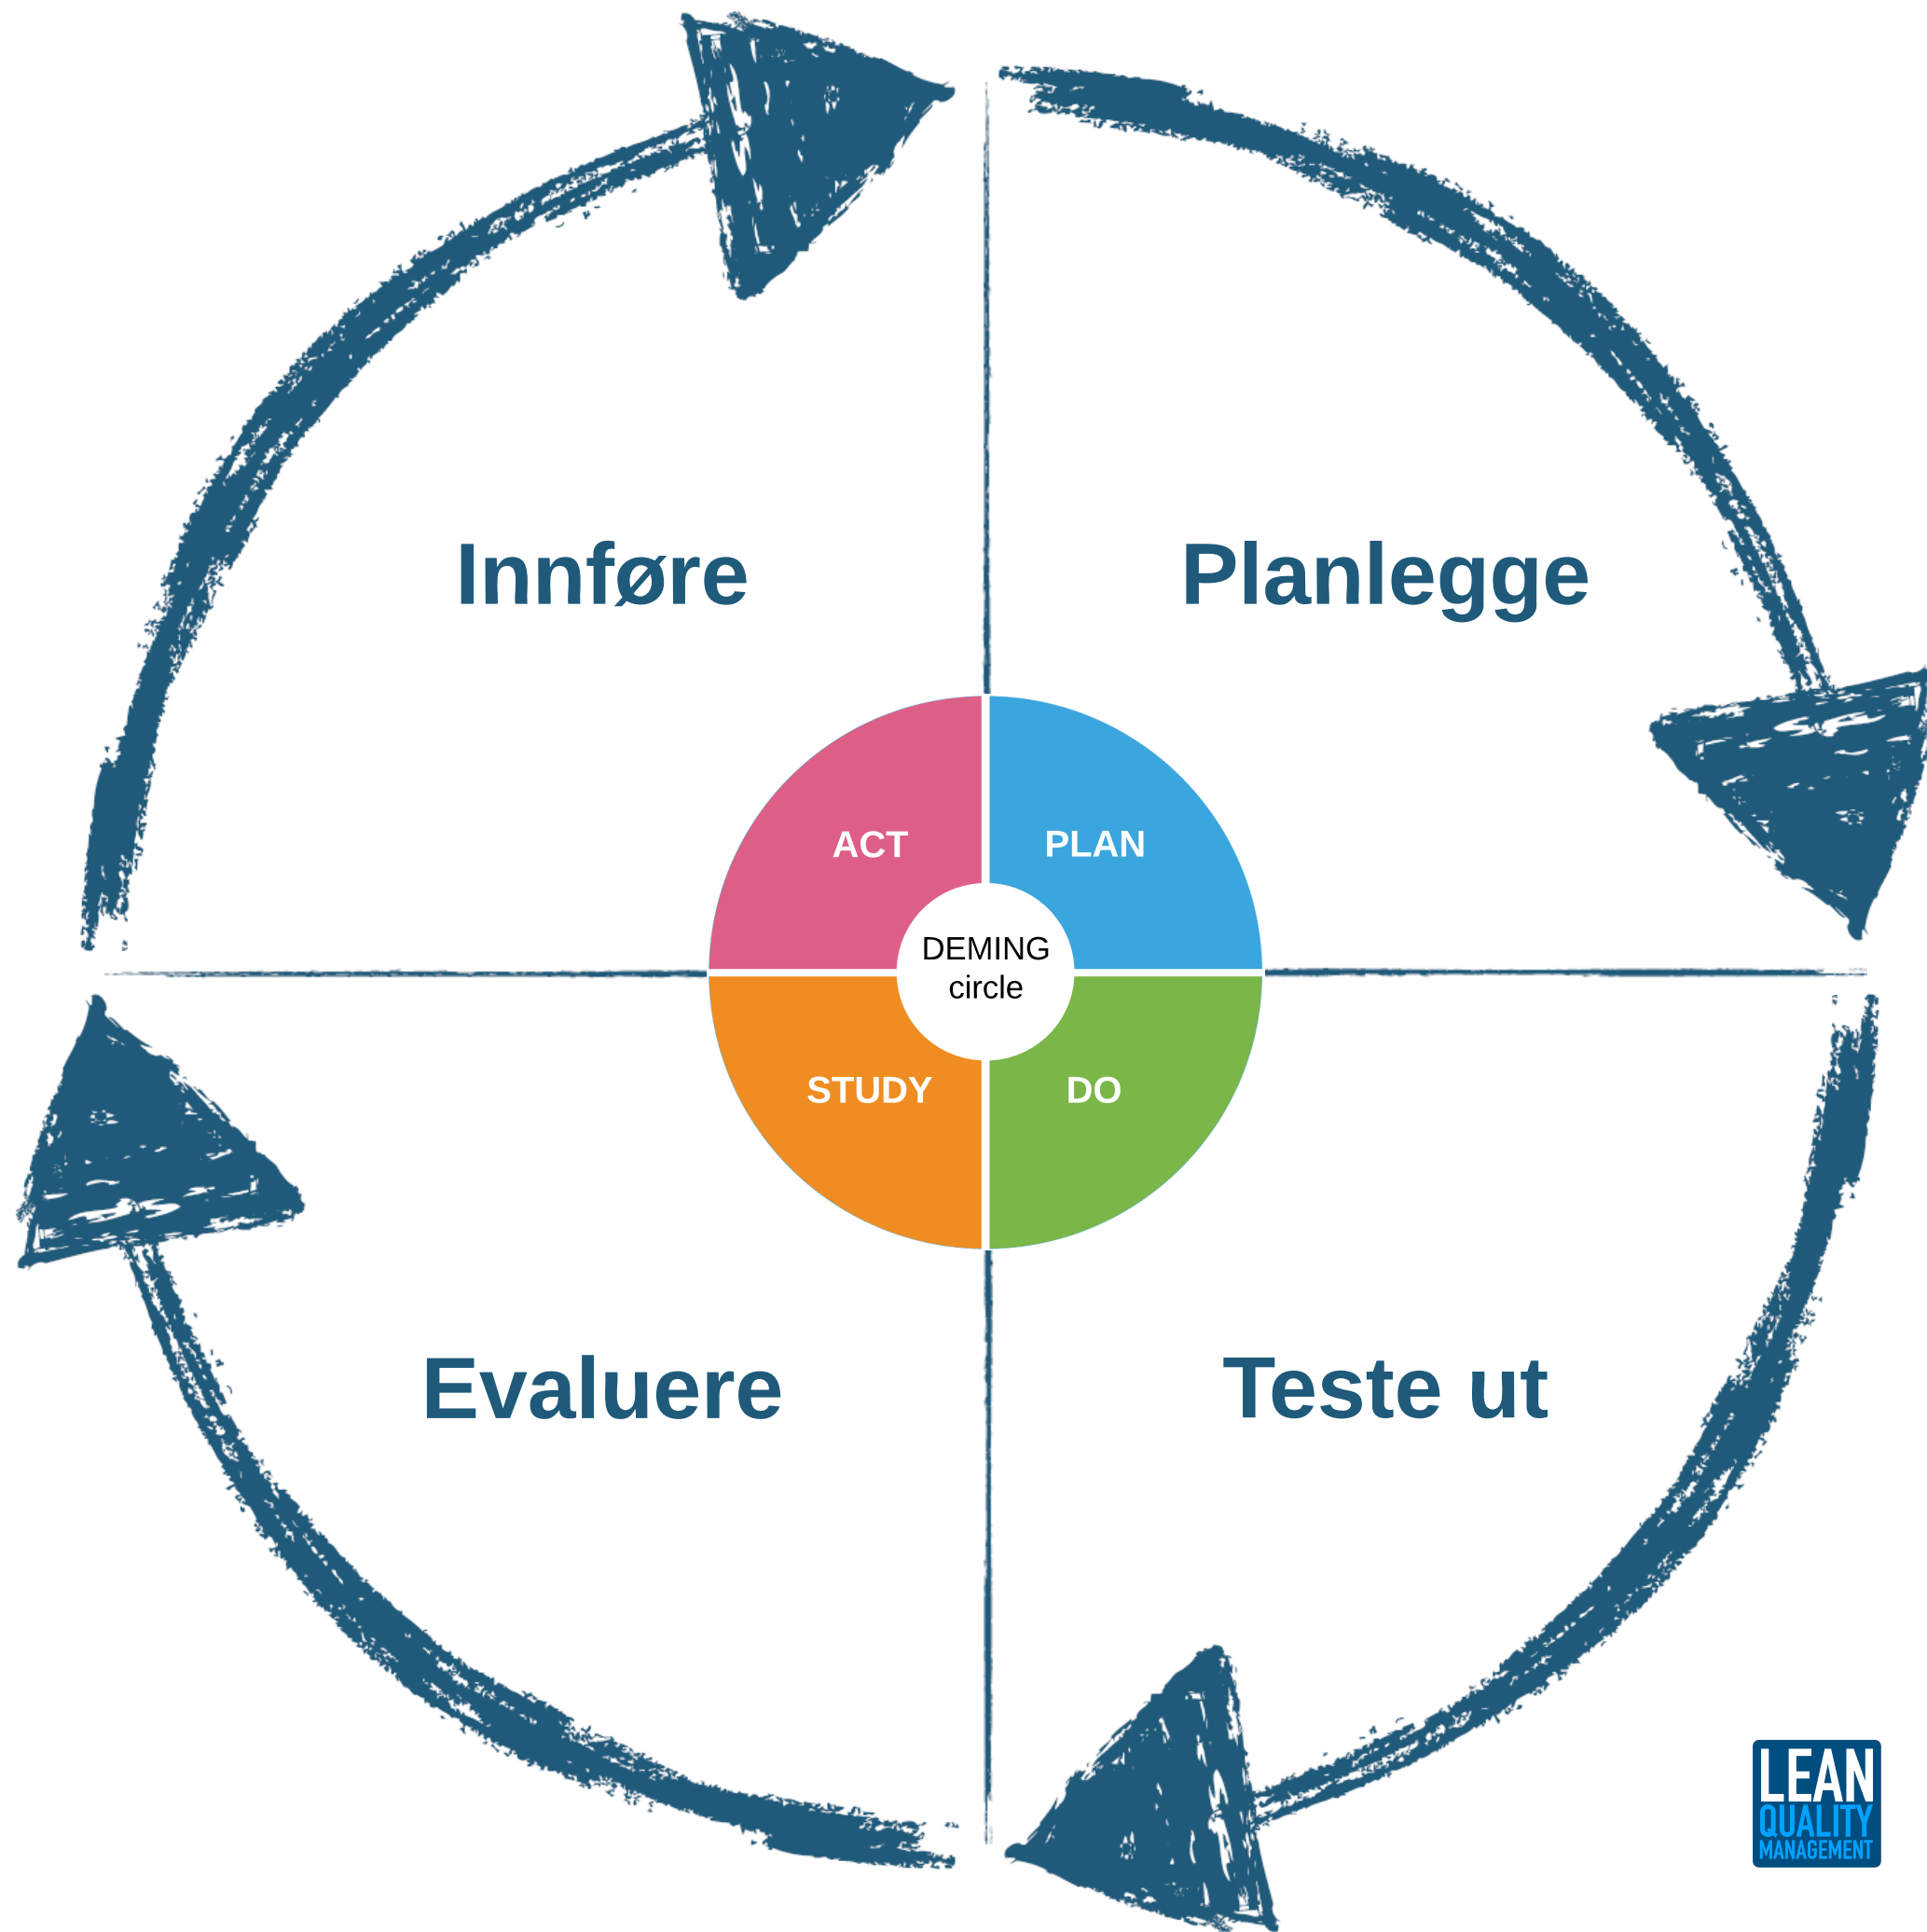 Innføre
Planlegge
ACT
PLAN
DEMING
circle
STUDY
DO
Evaluere
Teste ut
LEAN
QUALITY
MANAGEMENT